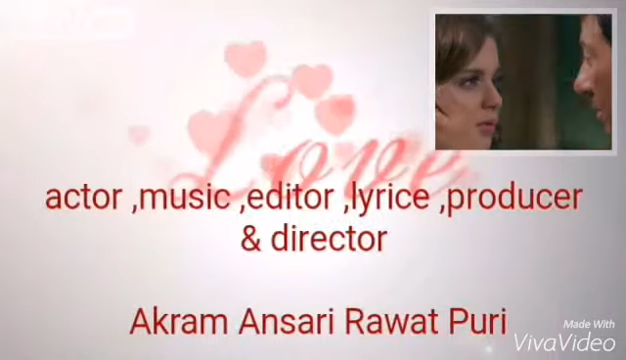 Love
actor ,music ,editor ,lyrice ,producer
& director
Akram Ansari Rawat Puri
Made With
VivaVideo